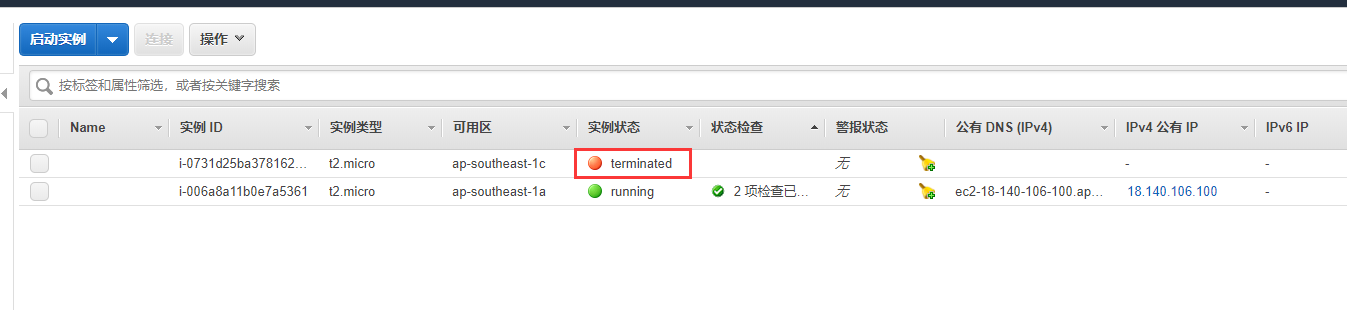 启动实例 连接 操作
按标签和属性筛选，或者按关键字搜索
Name 实例 ID 实例类型 可用区 实例状态 状态检查 警报状态 公有 DNS (IPv4) IPv4 公有 IP IPv6 IP
i-0731d25ba378162... t2.micro ap-southeast-1c terminated 无 - -
i-006a8a11b0e7a5361 t2.micro ap-southeast-1a running 2 项检查已... 无 ec2-18-140-106-100.ap... 18.140.106.100 -